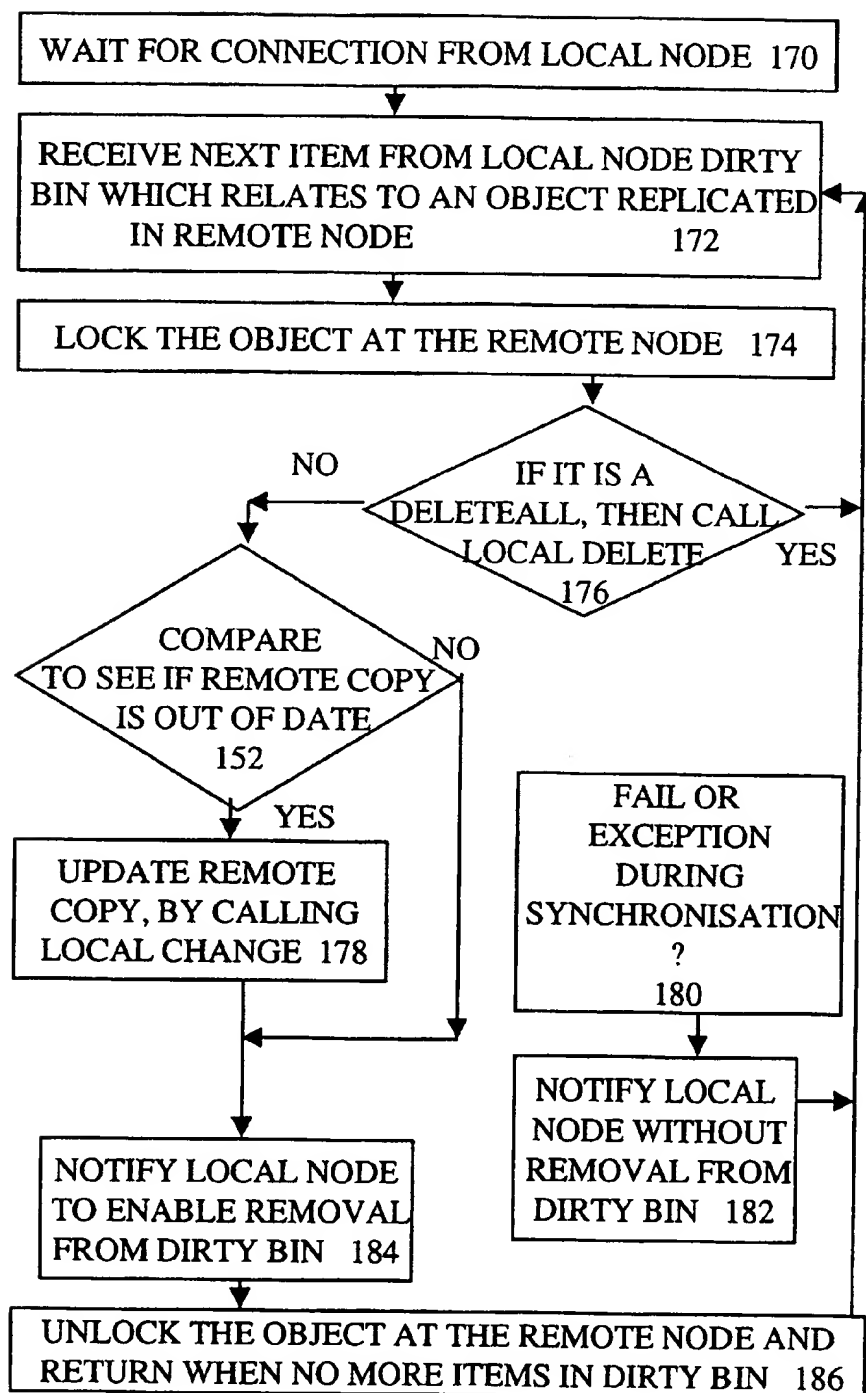 WAIT FOR CONNECTION FROM LOCAL NODE 170
RECEIVE NEXT ITEM FROM LOCAL NODE DIRTY
BIN WHICH RELATES TO AN OBJECT REPLICATED
IN REMOTE NODE 172
LOCK THE OBJECT AT THE REMOTE NODE 174
NO
IF IT IS A
DELETEALL, THEN CALL
LOCAL DELETE
176
YES
COMPARE
TO SEE IF REMOTE COPY
IS OUT OF DATE
152
NO
YES
UPDATE REMOTE
COPY, BY CALLING
LOCAL CHANGE 178
FAIL OR
EXCEPTION
DURING
SYNCHRONISATION
?
180
NOTIFY LOCAL
NODE WITHOUT
REMOVAL FROM
DIRTY BIN 182
NOTIFY LOCAL NODE
TO ENABLE REMOVAL
FROM DIRTY BIN 184
UNLOCK THE OBJECT AT THE REMOTE NODE AND
RETURN WHEN NO MORE ITEMS IN DIRTY BIN 186